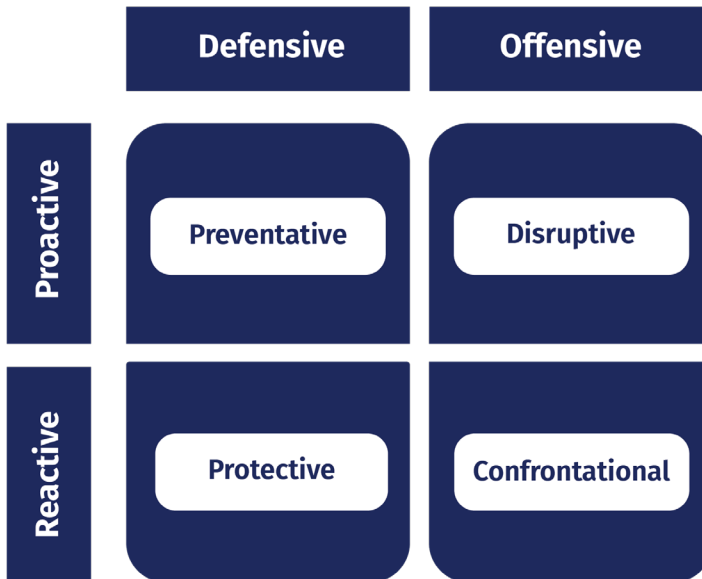 Defensive
Offensive
Proactive
Preventative
Disruptive
Reactive
Protective
Confrontational